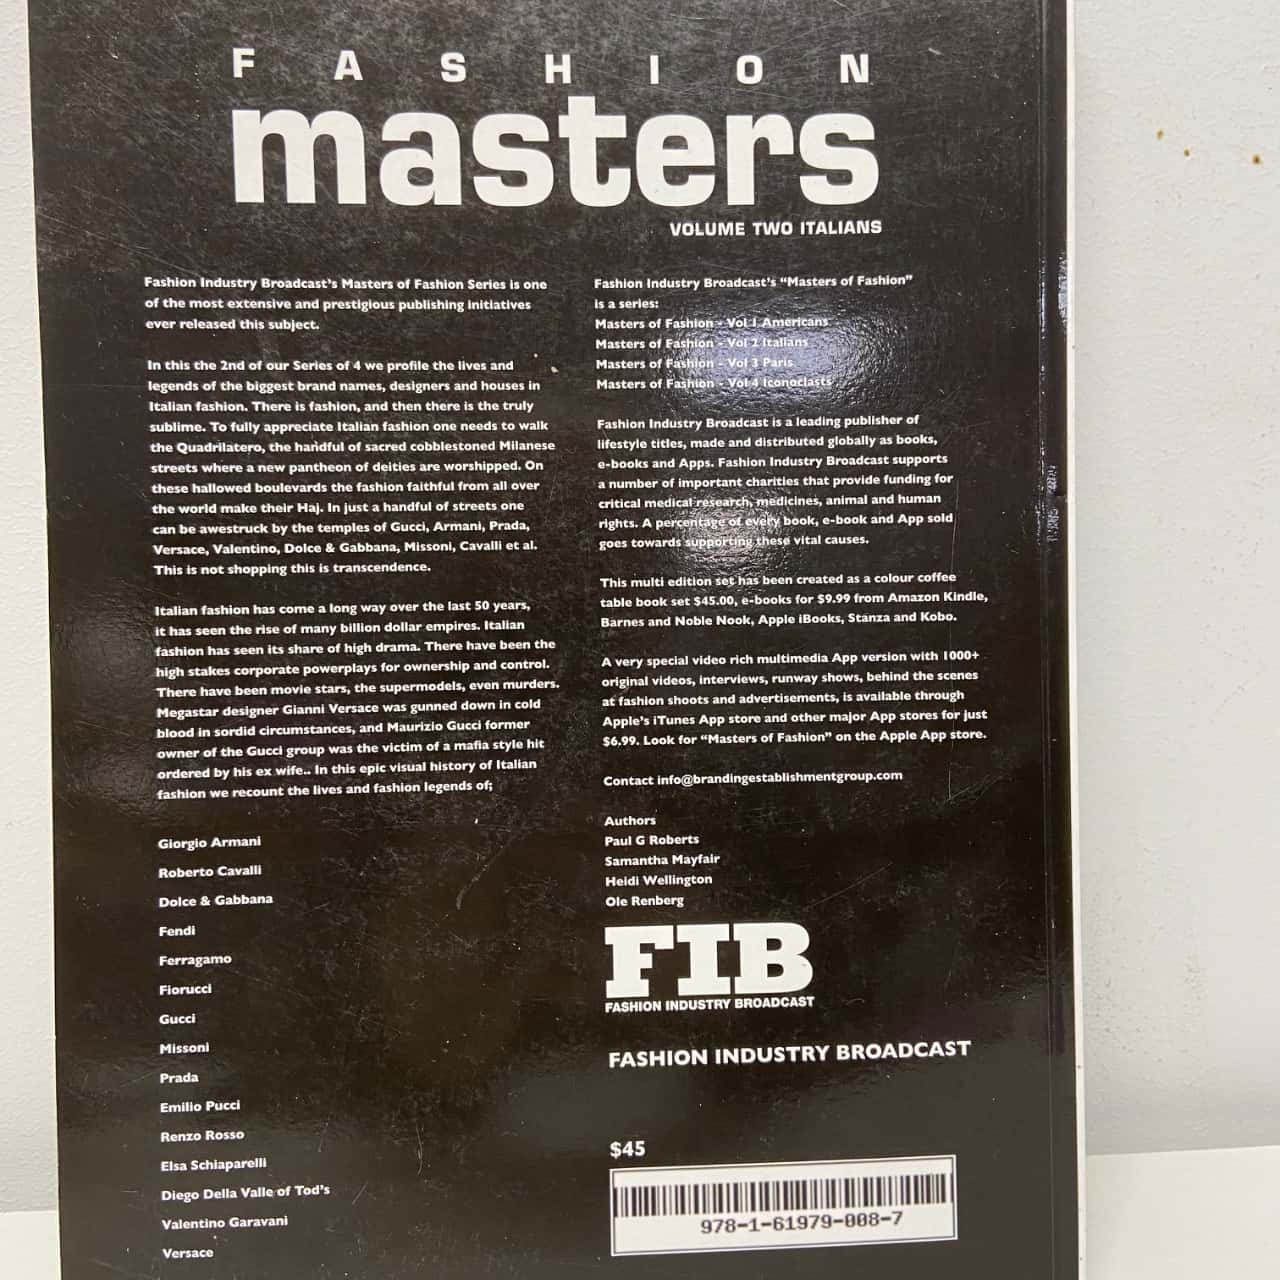 FASHION
masters
VOLUME TWO ITALIANS
Fashion Industry Broadcast's Masters of Fashion Series is one
of the most extensive and prestigious publishing initiatives
ever released this subject.
In this the 2nd of our Series of 4 we profile the lives and
legends of the biggest brand names, designers and houses in
Italian fashion. There is fashion, and then there is the truly
sublime. To fully appreciate Italian fashion one needs to walk
the Quadrilatero, the handful of sacred cobblestoned Milanese
streets where a new pantheon of deities are worshipped. On
these hallowed boulevards the fashion faithful from all over
the world make their Haj. In just a handful of streets one
can be awestruck by the temples of Gucci, Armani, Prada,
Versace, Valentino, Dolce & Gabbana, Missoni, Cavalli et al.
This is not shopping this is transcendence.
Italian fashion has come a long way over the last 50 years,
it has seen the rise of many billion dollar empires. Italian
fashion has seen its share of high drama. There have been the
high stakes corporate powerplays for ownership and control.
There have been movie stars, the supermodels, even murders.
Megastar designer Gianni Versace was gunned down in cold
blood in sordid circumstances, and Maurizio Gucci former
owner of the Gucci group was the victim of a mafia style hit
ordered by his ex wife.. In this epic visual history of Italian
fashion we recount the lives and fashion legends of;
Giorgio Armani
Roberto Cavalli
Dolce & Gabbana
Fendi
Ferragamo
Fiorucci
Gucci
Missoni
Prada
Emilio Pucci
Renzo Rosso
Elsa Schiaparelli
Diego Della Valle of Tod's
Valentino Garavani
Versace
Fashion Industry Broadcast's "Masters of Fashion"
is a series:
Masters of Fashion - Vol 1 Americans
Masters of Fashion - Vol 2 Italians
Masters of Fashion - Vol 3 Paris
Masters of Fashion - Vol 4 Iconoclasts
Fashion Industry Broadcast is a leading publisher of
lifestyle titles, made and distributed globally as books,
e-books and Apps. Fashion Industry Broadcast supports
a number of important charities that provide funding for
critical medical research, medicines, animal and human
rights. A percentage of every book, e-book and App sold
goes towards supporting these vital causes.
This multi edition set has been created as a colour coffee
table book set $45.00, e-books for $9.99 from Amazon Kindle,
Barnes and Noble Nook, Apple iBooks, Stanza and Kobo.
A very special video rich multimedia App version with 1000+
original videos, interviews, runway shows, behind the scenes
at fashion shoots and advertisements, is available through
Apple's iTunes App store and other major App stores for just
$6.99. Look for "Masters of Fashion" on the Apple App store.
Contact info@brandingestablishmentgroup.com
Authors
Paul G Roberts
Samantha Mayfair
Heidi Wellington
Ole Renberg
FIB
FASHION INDUSTRY BROADCAST
FASHION INDUSTRY BROADCAST
$45
978-1-61979-008-7